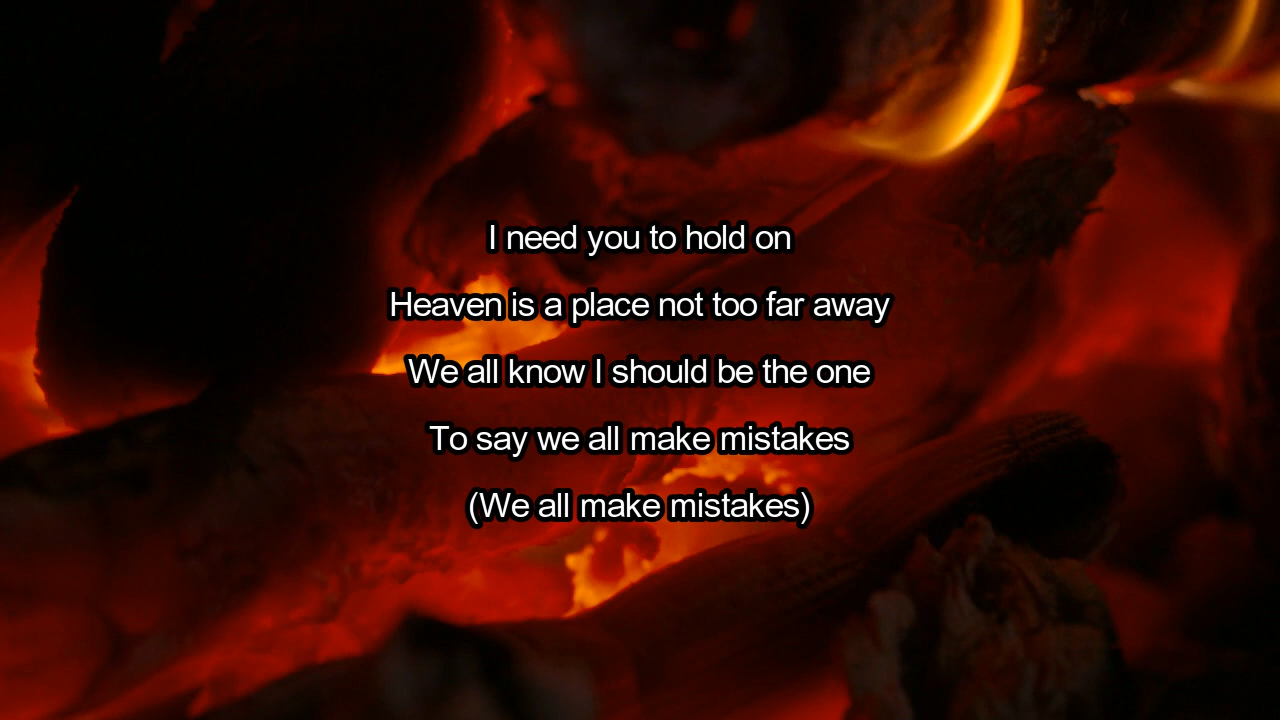 I need you to hold on
Heaven is a place not too far away
We all know I should be the one
To say we all make mistakes
(We all make mistakes)